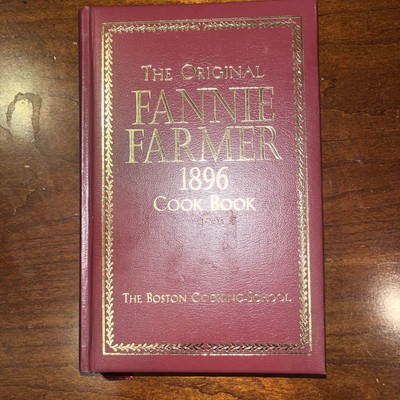 THE ORIGINAL
FANNIE
FARMER
1896
COOK BOOK
THE BOSTON COOKING-SCHOOL